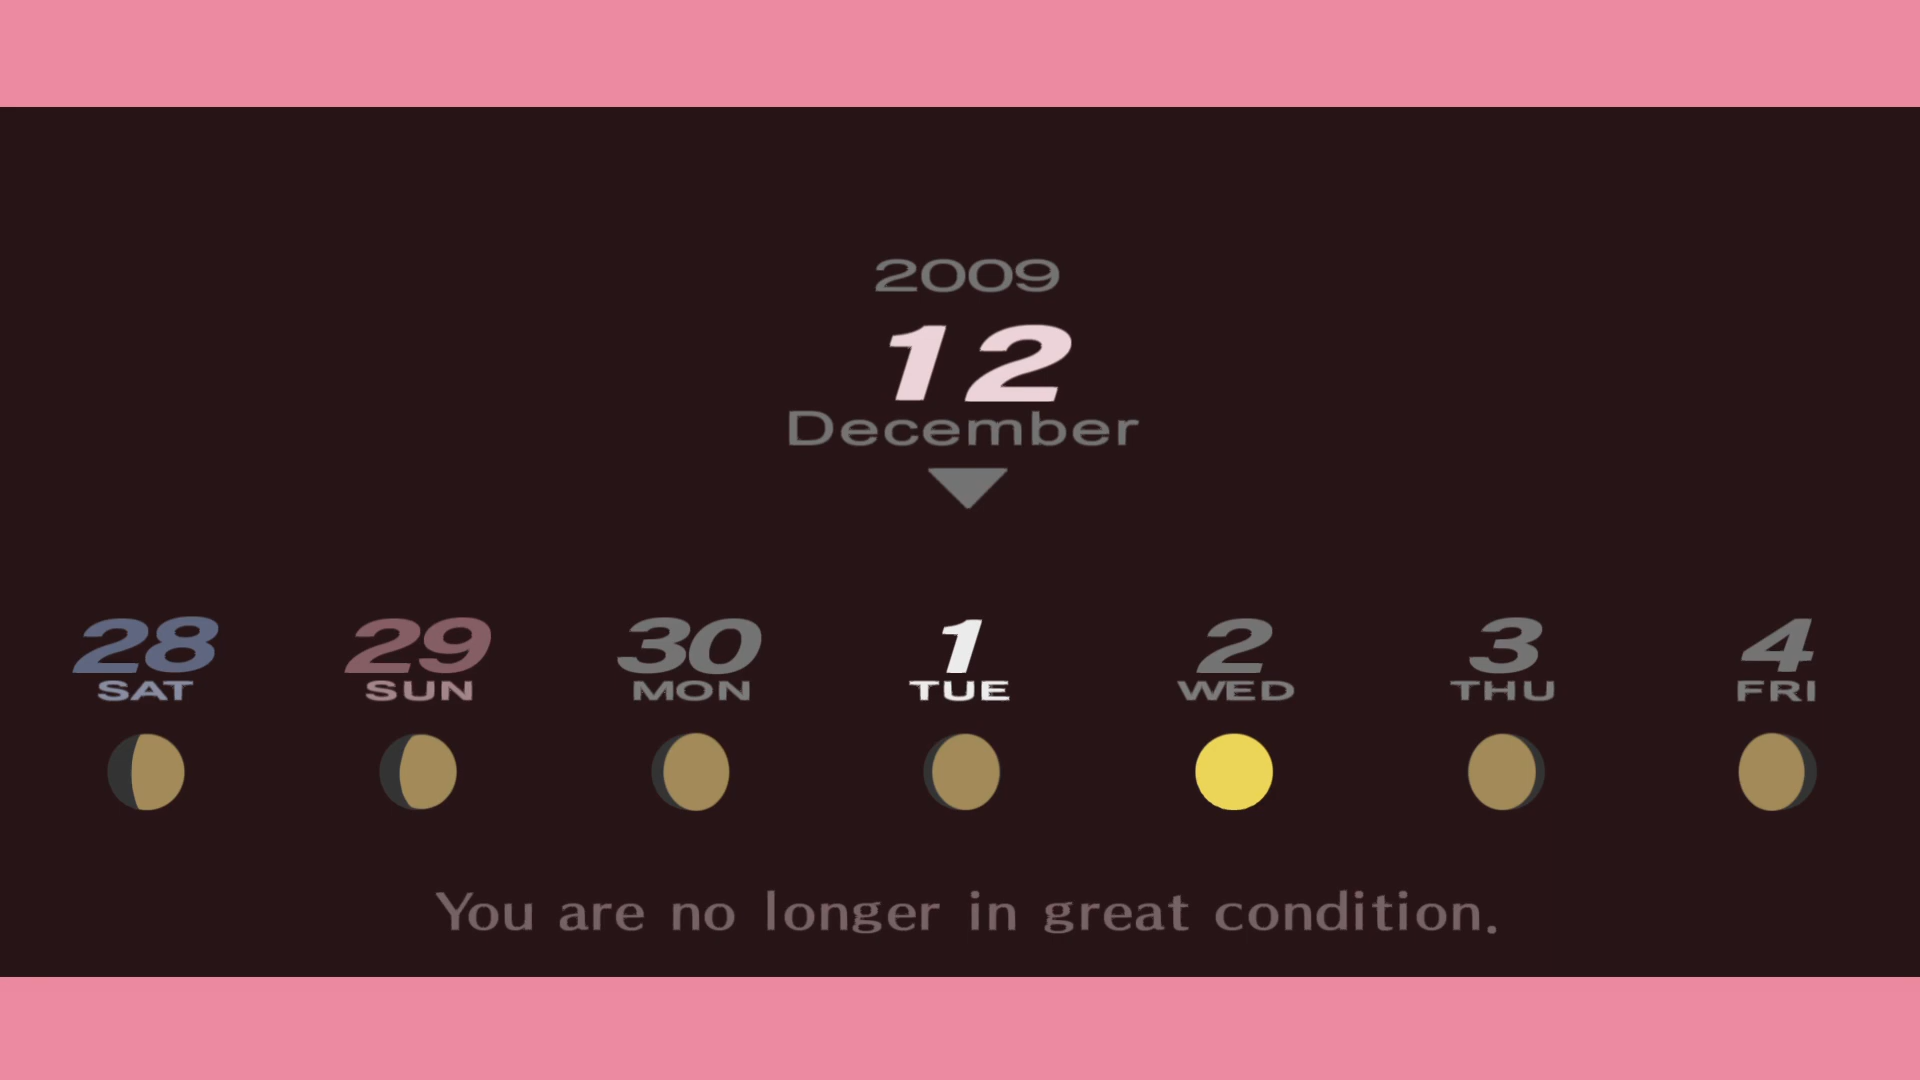 2009
12
December
28 29 30 1 2 3 4
SAT SUN MON TUE WED THU FRI
You are no longer in great condition.